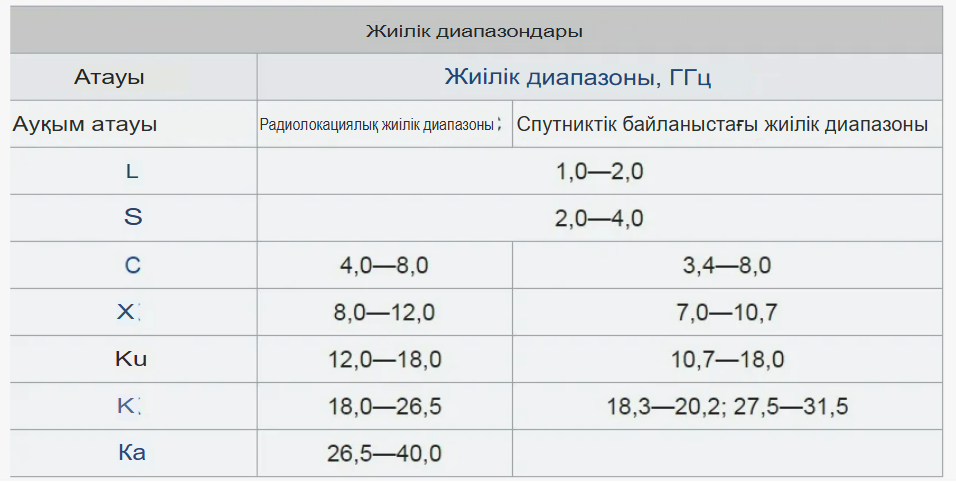 Жиілік диапазондары
Атауы Жиілік диапазоны, ГГц
Ауқым атауы Радиолокациялық жиілік диапазоны; Спутниктік байланыстағы жиілік диапазоны
L 1,0—2,0
S 2,0—4,0
C 4,0—8,0 3,4—8,0
X: 8,0—12,0 7,0—10,7
Ku 12,0—18,0 10,7—18,0
K: 18,0—26,5 18,3—20,2; 27,5—31,5
Ka 26,5—40,0